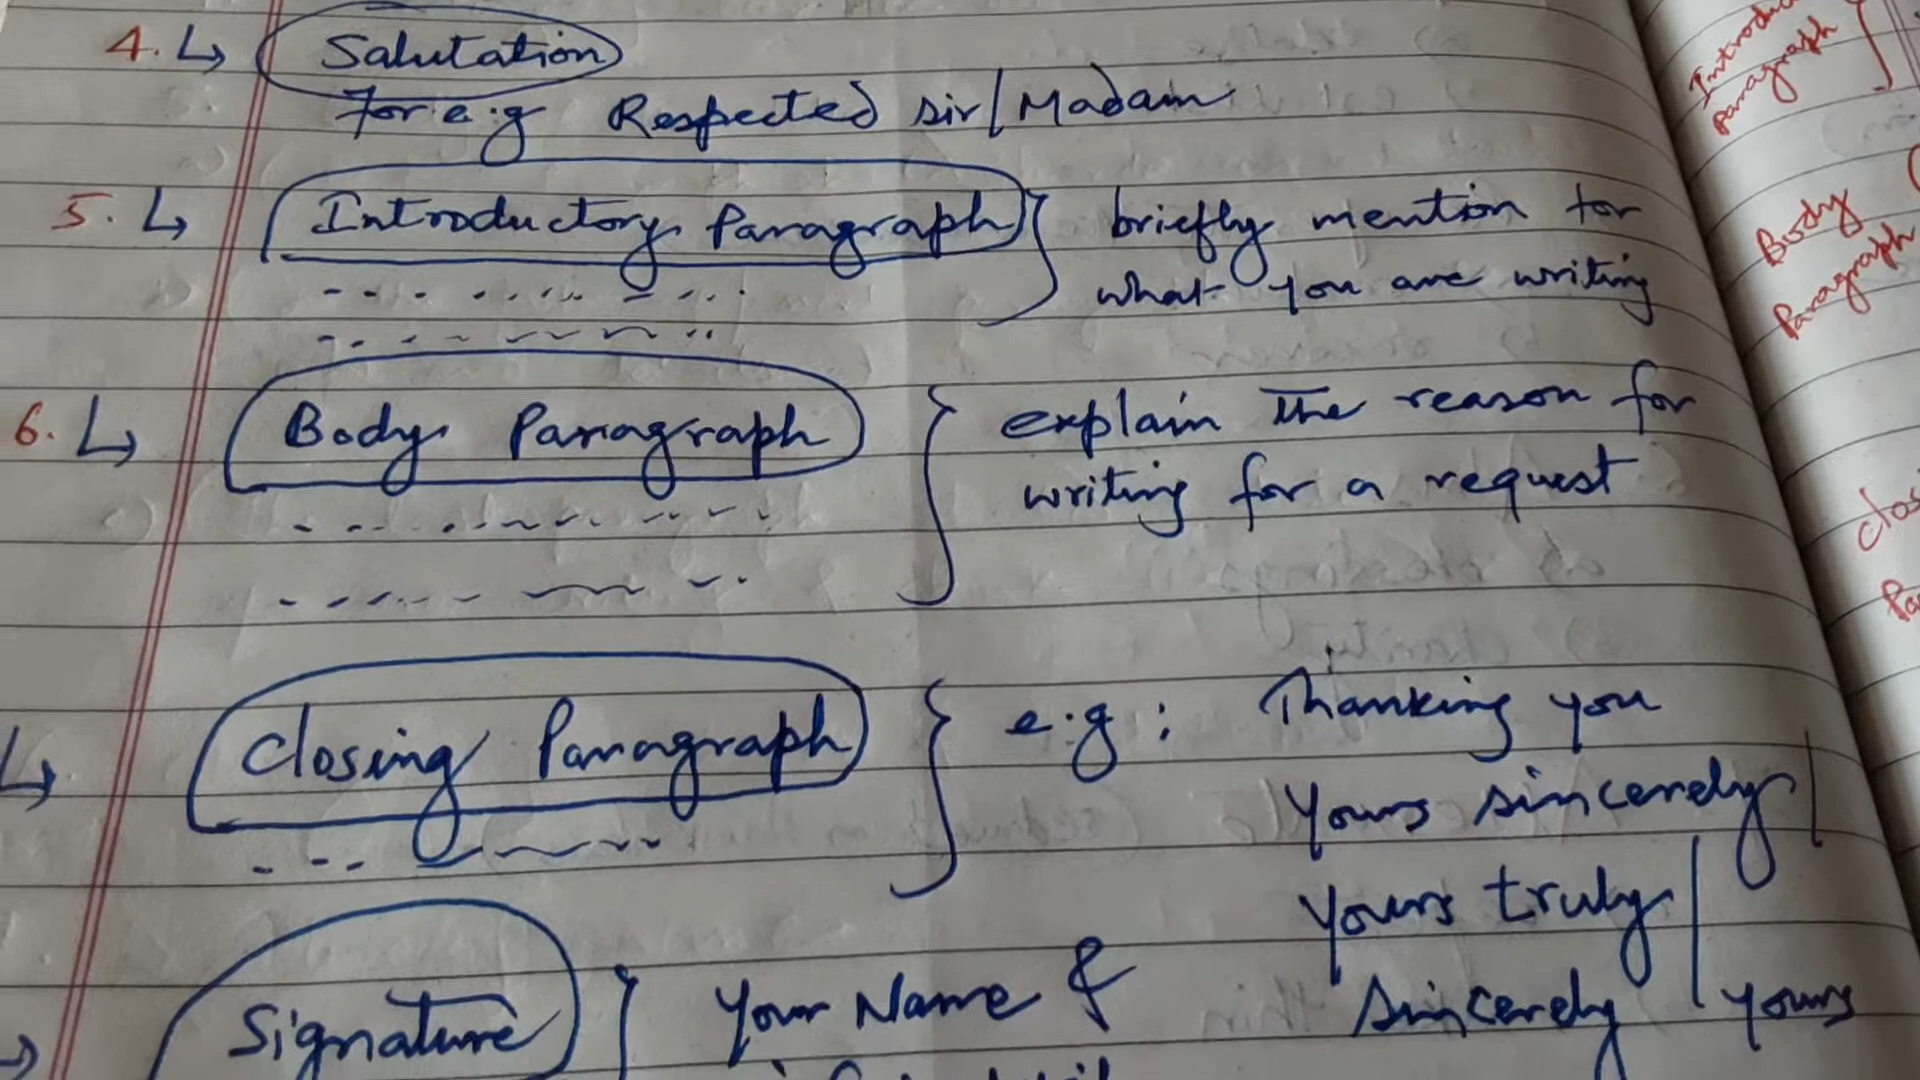 4. ↳ Salutation
For e.g Respected sir/Madam
5. ↳ Introductory Paragraph } briefly mention for
what you are writing
6. ↳ Body Paragraph } explain the reason for
writing for a request
↳ Closing Paragraph } e.g: Thanking you
Yours sincerely/
Yours truly/
Sincerely/yours
Signature } Your Name &
Introdu
Paragraph
Body
Paragraph
clos
Pa